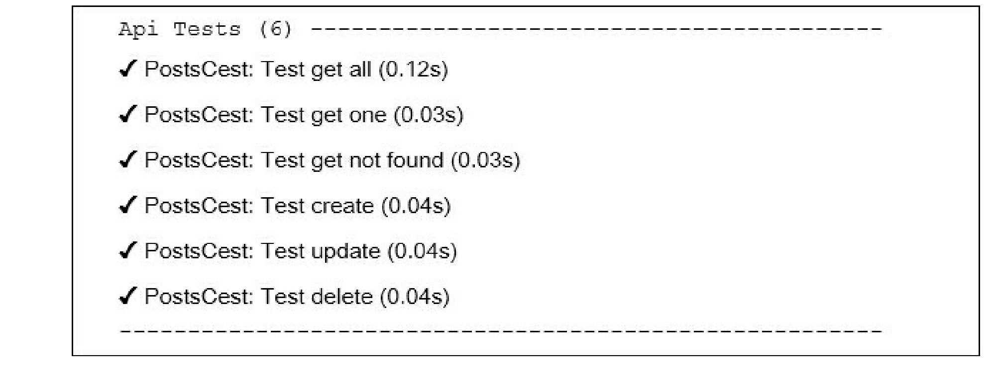 Api Tests (6) ------------------------------------------
✔ PostsCest: Test get all (0.12s)
✔ PostsCest: Test get one (0.03s)
✔ PostsCest: Test get not found (0.03s)
✔ PostsCest: Test create (0.04s)
✔ PostsCest: Test update (0.04s)
✔ PostsCest: Test delete (0.04s)
--------------------------------------------------------